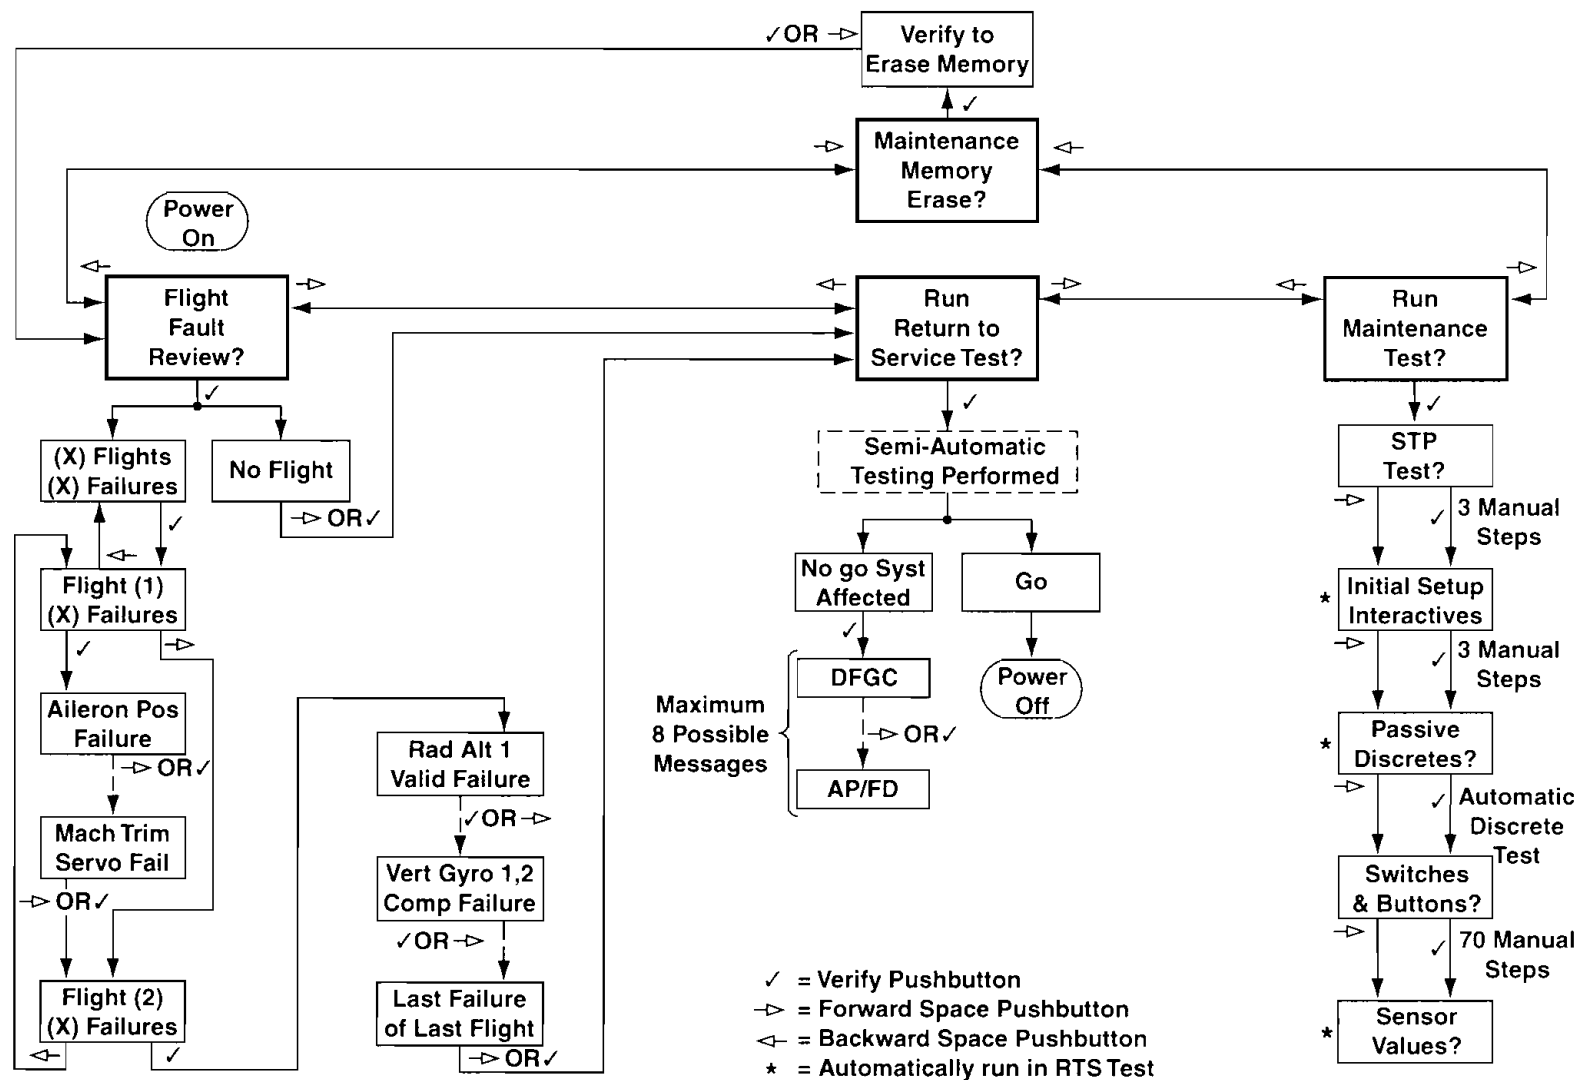 ✓OR
Verify to
Erase Memory
✓
Maintenance
Memory
Erase?
Power
On
Flight
Fault
Review?
✓
Run
Return to
Service Test?
✓
Run
Maintenance
Test?
✓
(X) Flights
(X) Failures
✓
No Flight
OR✓
Semi-Automatic
Testing Performed
STP
Test?
✓
3 Manual
Steps
Flight (1)
(X) Failures
✓
No go Syst
Affected
✓
Go
* Initial Setup
Interactives
✓
3 Manual
Steps
Aileron Pos
Failure
OR✓
Mach Trim
Servo Fail
OR✓
Flight (2)
(X) Failures
✓
Rad Alt 1
Valid Failure
✓OR
Vert Gyro 1,2
Comp Failure
✓OR
Last Failure
of Last Flight
OR✓
Maximum
8 Possible
Messages
DFGC
OR✓
AP/FD
Power
Off
* Passive
Discretes?
✓
Automatic
Discrete
Test
Switches
& Buttons?
✓
70 Manual
Steps
* Sensor
Values?
✓ = Verify Pushbutton
= Forward Space Pushbutton
= Backward Space Pushbutton
* = Automatically run in RTS Test